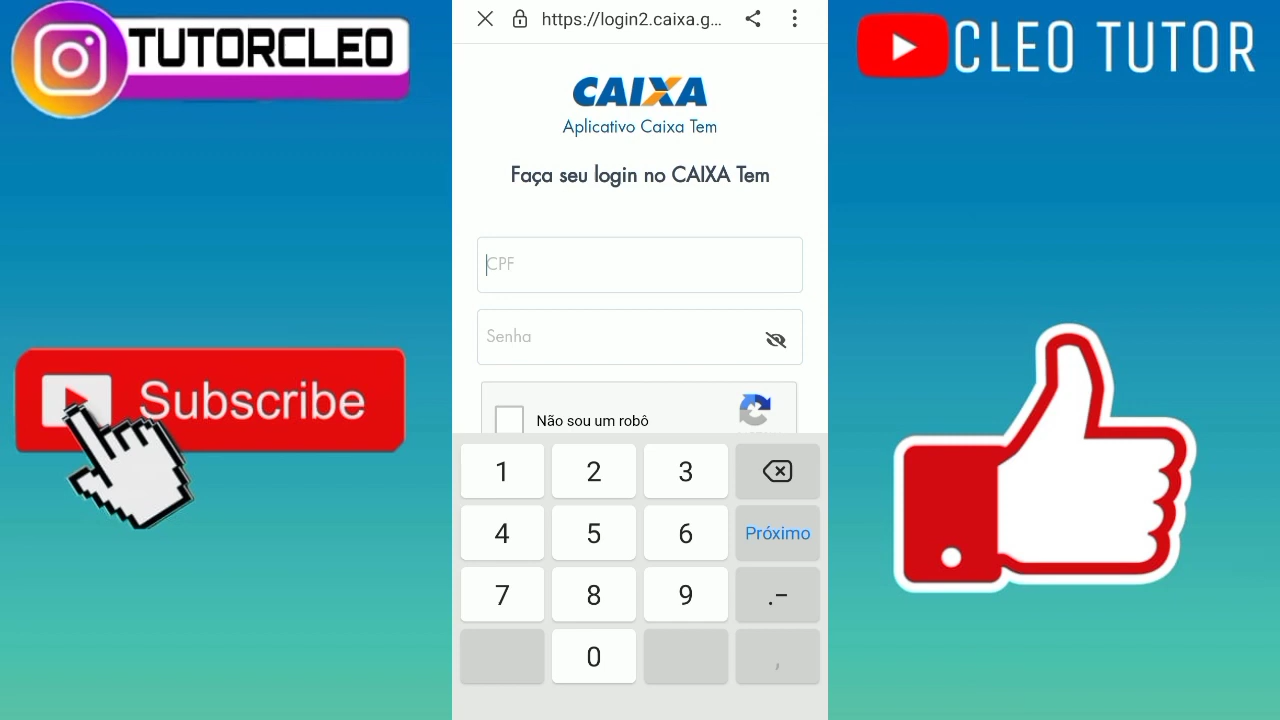 TUTORCLEO
CLEO TUTOR
Subscribe
https://login2.caixa.g...
CAIXA
Aplicativo Caixa Tem
Faça seu login no CAIXA Tem
CPF
Senha
Não sou um robô
1 2 3
4 5 6 Próximo
7 8 9 .-
0 ,